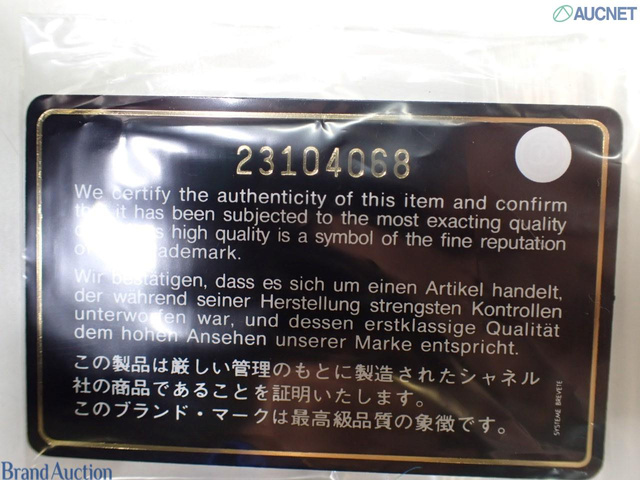 AUCNET
23104068
We certify the authenticity of this item and confirm
it has been subjected to the most exacting quality
high quality is a symbol of the fine reputation
trademark.
Wir bestätigen, dass es sich um einen Artikel handelt,
der während seiner Herstellung strengsten Kontrollen
unterworfen war, und dessen erstklassige Qualität
dem hohen Ansehen unserer Marke entspricht.
この製品は厳しい管理のもとに製造されたシャネル
社の商品であることを証明いたします。
このブランド・マークは最高級品質の象徴です。
SYSTEME BREVETE
Brand Auction